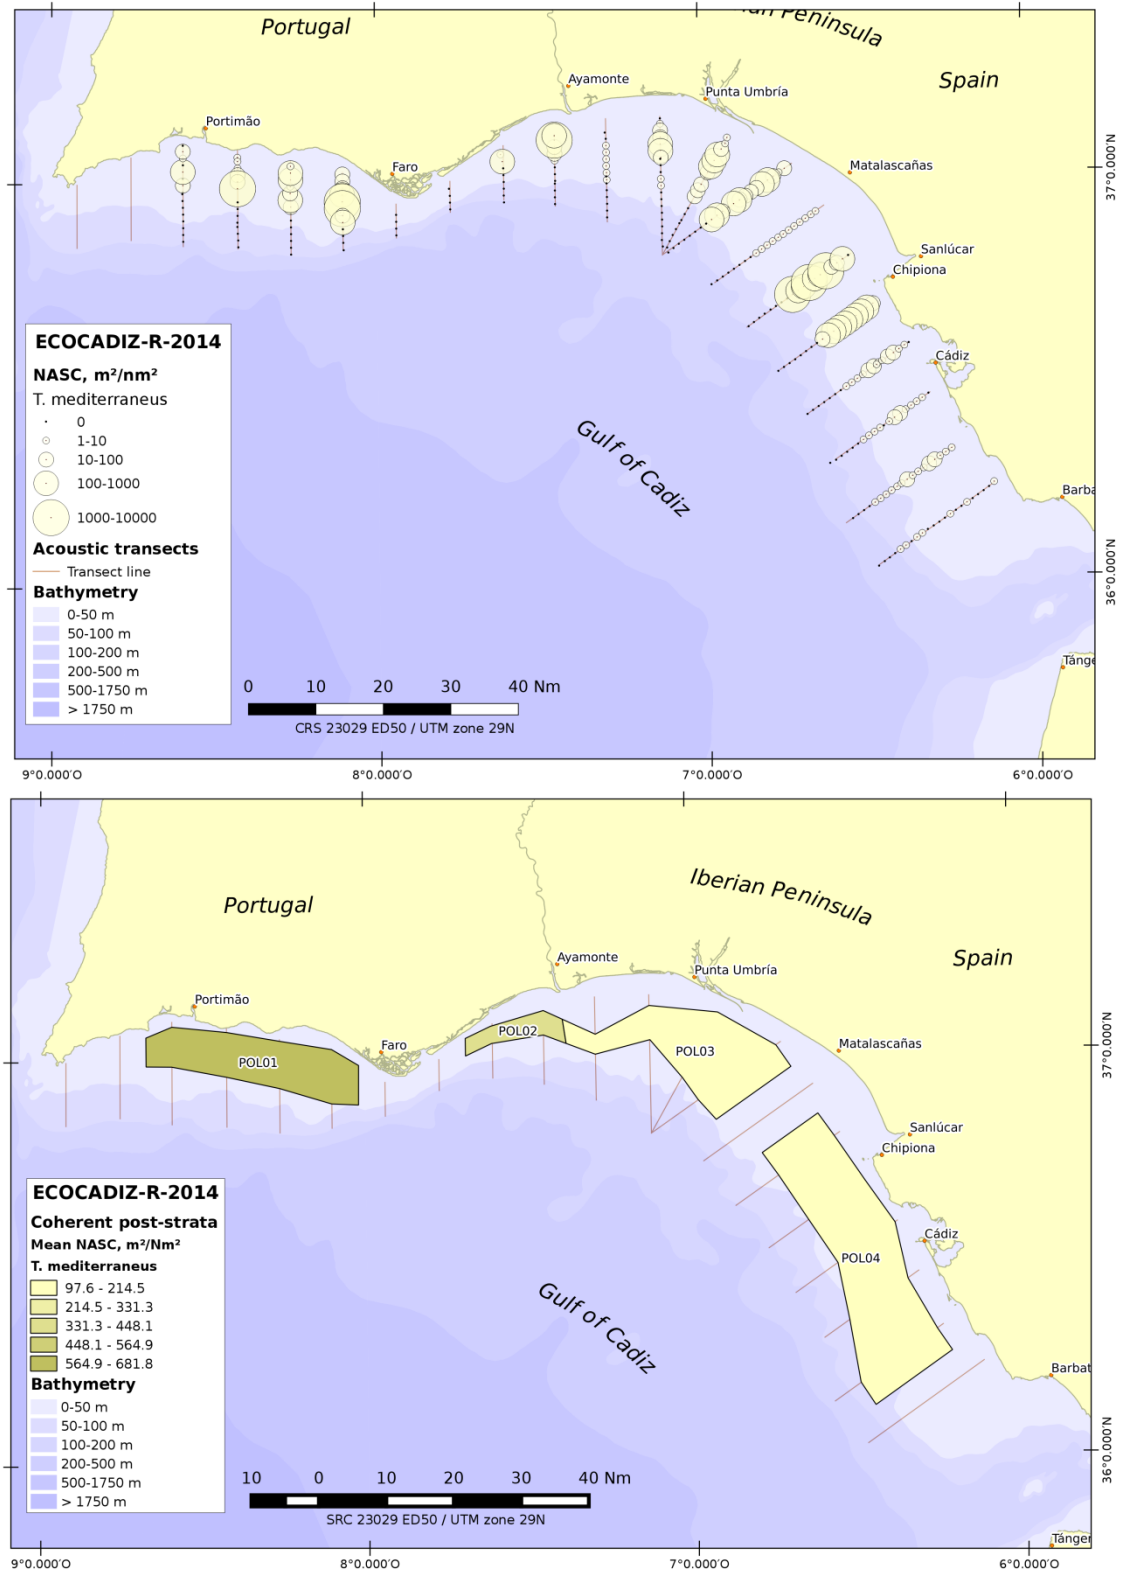 Portugal
Iberian Peninsula
Spain
Ayamonte
Punta Umbría
Portimão
Faro
Matalascañas
Sanlúcar
Chipiona
Cádiz
Gulf of Cadiz
Barba
Tánge
37°0.000'N
36°0.000'N
ECOCADIZ-R-2014
NASC, m²/nm²
T. mediterraneus
0
1-10
10-100
100-1000
1000-10000
Acoustic transects
Transect line
Bathymetry
0-50 m
50-100 m
100-200 m
200-500 m
500-1750 m
> 1750 m
0 10 20 30 40 Nm
CRS 23029 ED50 / UTM zone 29N
9°0.000'O 8°0.000'O 7°0.000'O 6°0.000'O
Portugal
Iberian Peninsula
Spain
Ayamonte
Punta Umbría
Portimão
Faro
Matalascañas
Sanlúcar
Chipiona
Cádiz
Barbat
Tánger
POL01
POL02
POL03
POL04
Gulf of Cadiz
37°0.000'N
36°0.000'N
ECOCADIZ-R-2014
Coherent post-strata
Mean NASC, m²/Nm²
T. mediterraneus
97.6 - 214.5
214.5 - 331.3
331.3 - 448.1
448.1 - 564.9
564.9 - 681.8
Bathymetry
0-50 m
50-100 m
100-200 m
200-500 m
500-1750 m
> 1750 m
10 0 10 20 30 40 Nm
SRC 23029 ED50 / UTM zone 29N
9°0.000'O 8°0.000'O 7°0.000'O 6°0.000'O